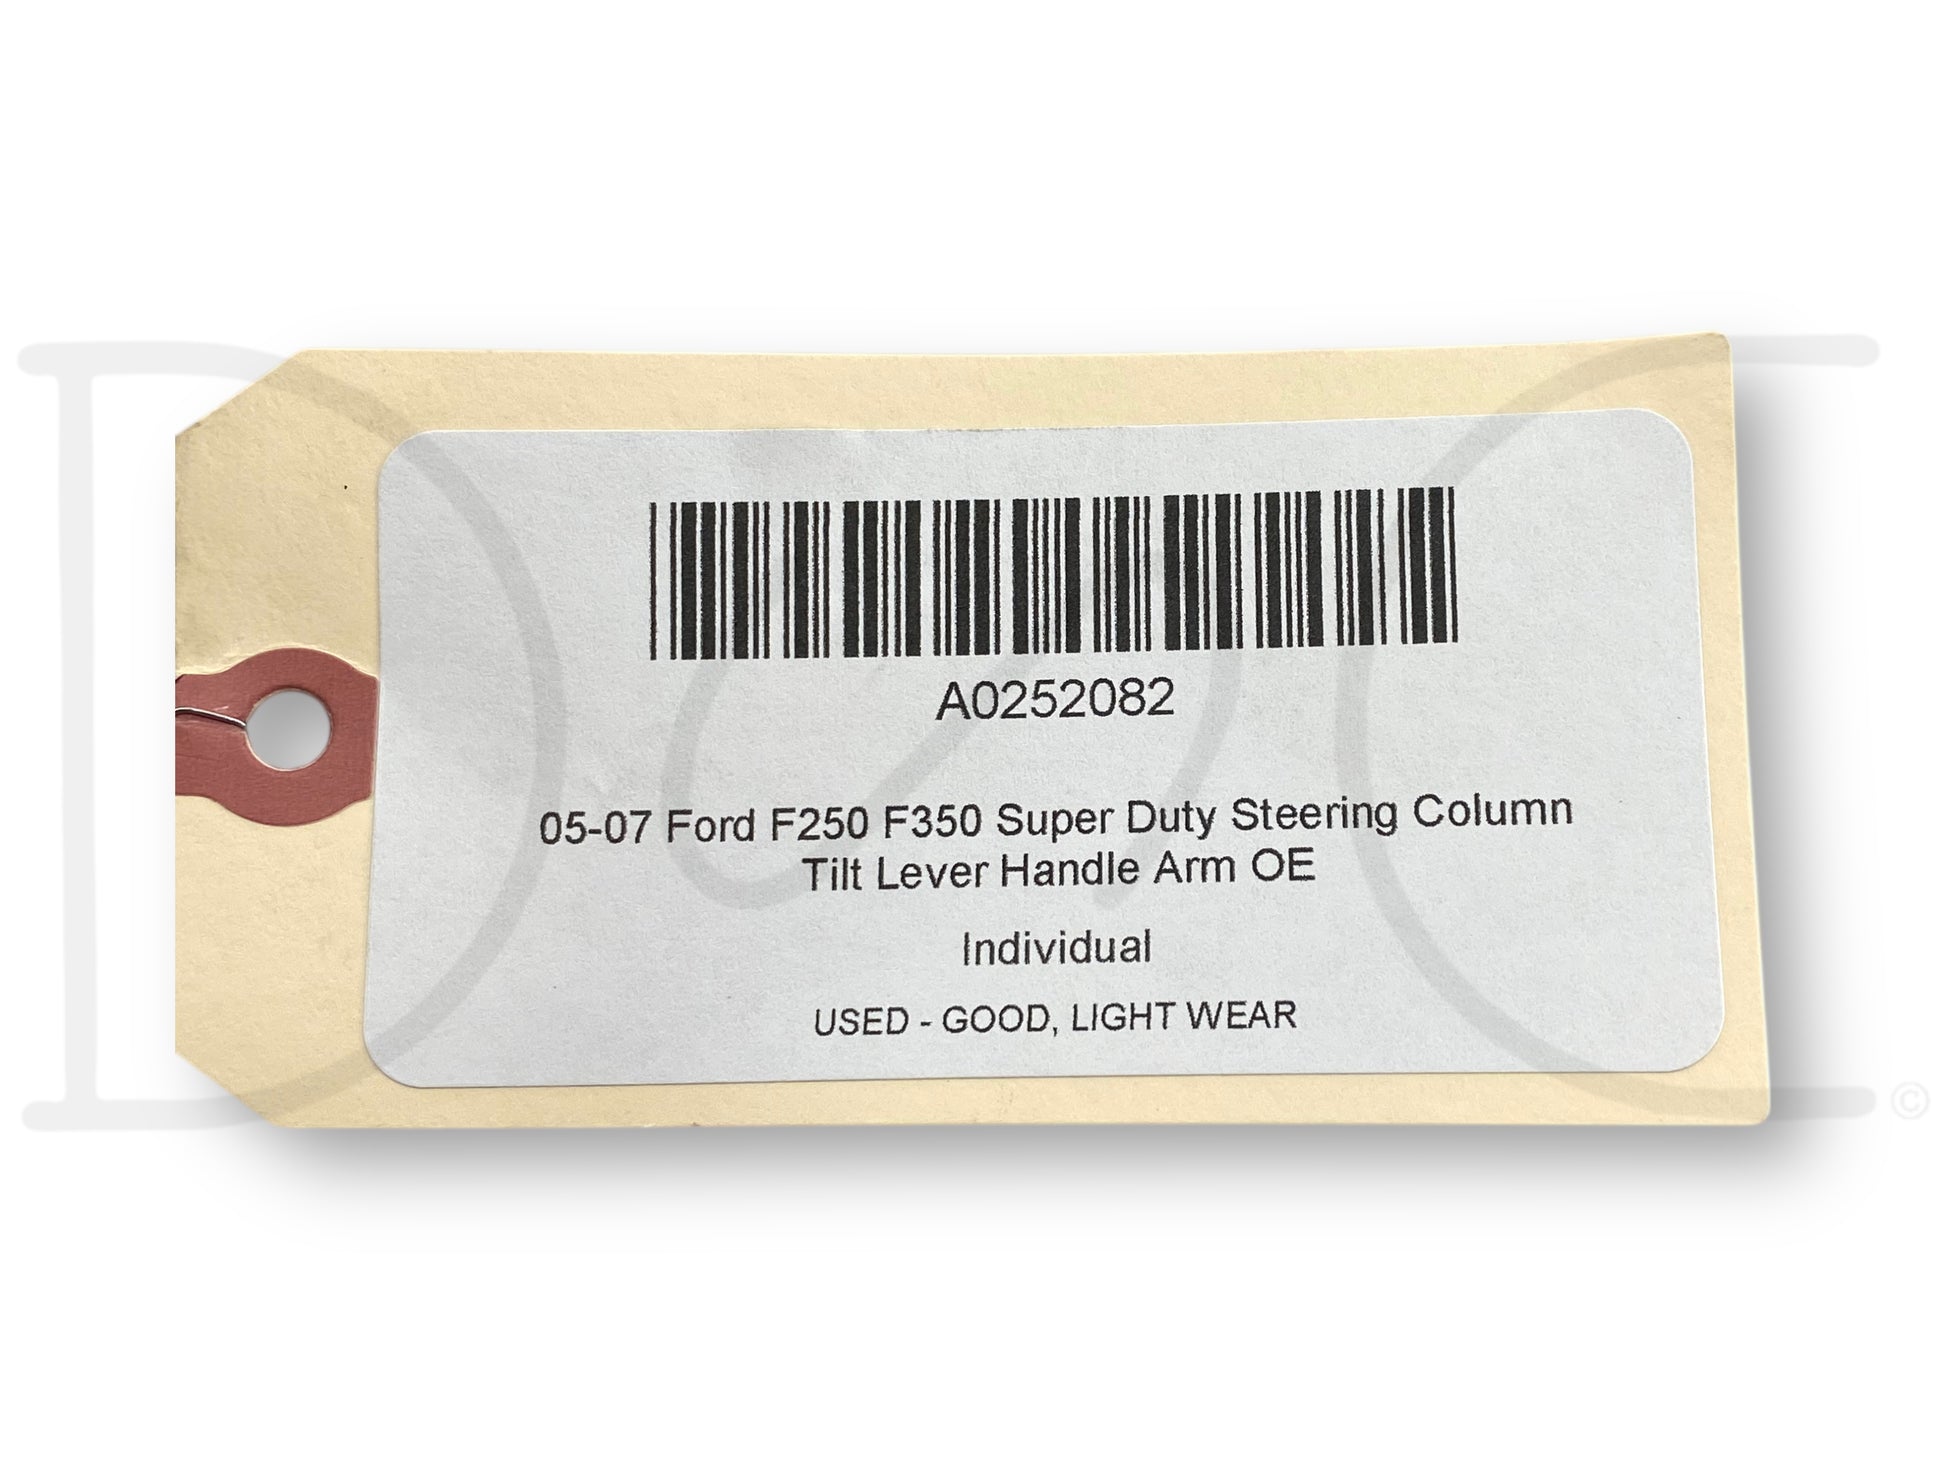 A0252082
05-07 Ford F250 F350 Super Duty Steering Column
Tilt Lever Handle Arm OE
Individual
USED - GOOD, LIGHT WEAR
©